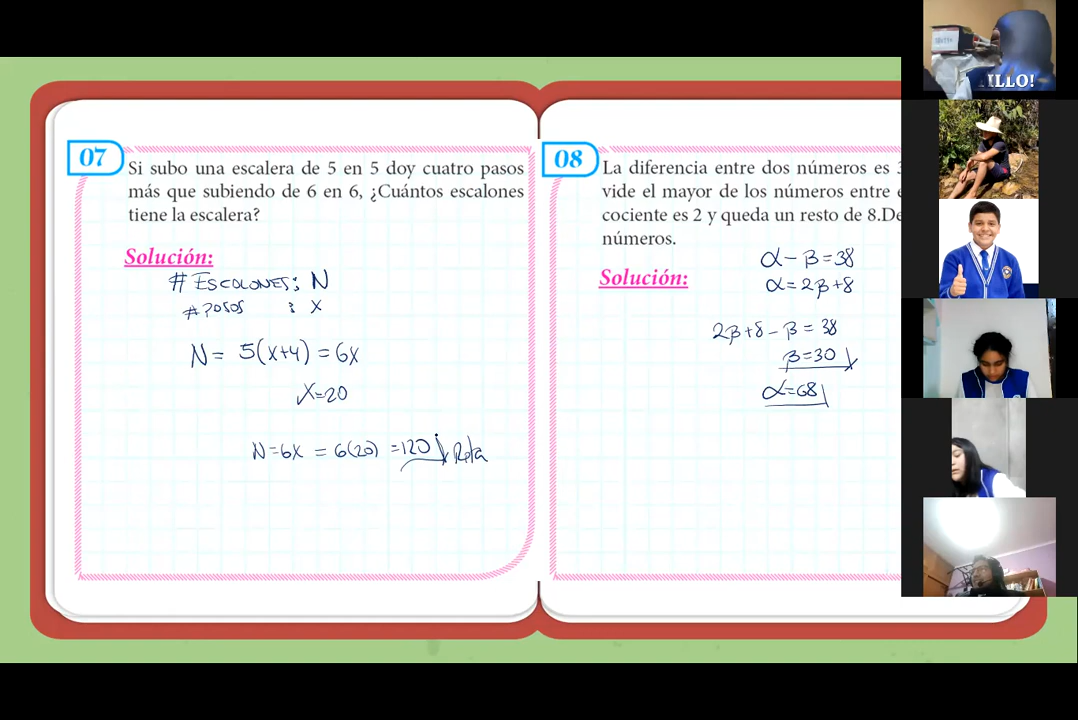 07
Si subo una escalera de 5 en 5 doy cuatro pasos
más que subiendo de 6 en 6, ¿Cuántos escalones
tiene la escalera?
Solución:
# ESCALONES: N
# Pasos : x
N = 5(x+4) = 6x
x=20
N=6x = 6(20) =120 Rpta
08
La diferencia entre dos números es 3
vide el mayor de los números entre e
cociente es 2 y queda un resto de 8.De
números.
Solución:
α - β = 38
α = 2β+8
2β+8 - β = 38
β=30
α=68
ILLO!